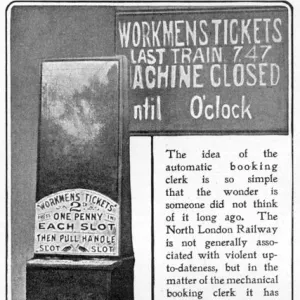 WORKMENS TICKETS
LAST TRAIN 7.47
ACHINE CLOSED
ntil O'clock
"WORKMENS TICKETS"
2
ONE PENNY IN
EACH SLOT
THEN PULL HANDLE
SLOT SLOT
The idea of the
automatic booking
clerk is so simple
that the wonder is
someone did not think
of it long ago. The
North London Railway
is not generally asso-
ciated with violent up-
to-dateness, but in the
matter of the mechanical
booking clerk it has